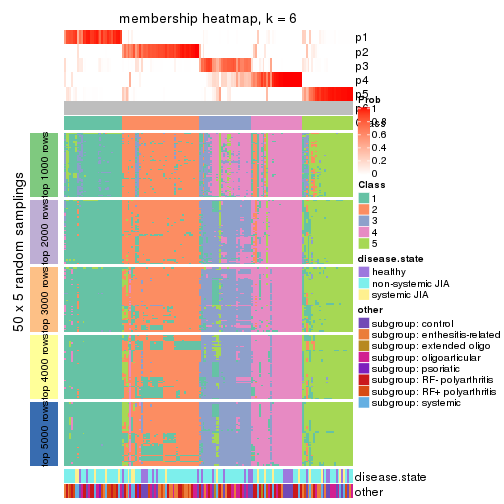 membership heatmap, k = 6
p1
p2
p3
p4
p5
Prob
1
0.8
0.6
0.4
0.2
0
Class
1
2
3
4
5
disease.state
healthy
non-systemic JIA
systemic JIA
other
subgroup: control
subgroup: enthesitis-related
subgroup: extended oligo
subgroup: oligoarticular
subgroup: psoriatic
subgroup: RF- polyarthritis
subgroup: RF+ polyarthritis
subgroup: systemic
50 x 5 random samplings
top 1000 rows
top 2000 rows
top 3000 rows
top 4000 rows
top 5000 rows
disease.state
other